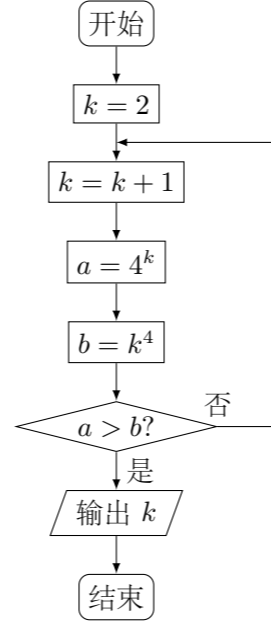 开始
k = 2
k = k + 1
a = 4^k
b = k^4
a > b?
否
是
输出 k
结束